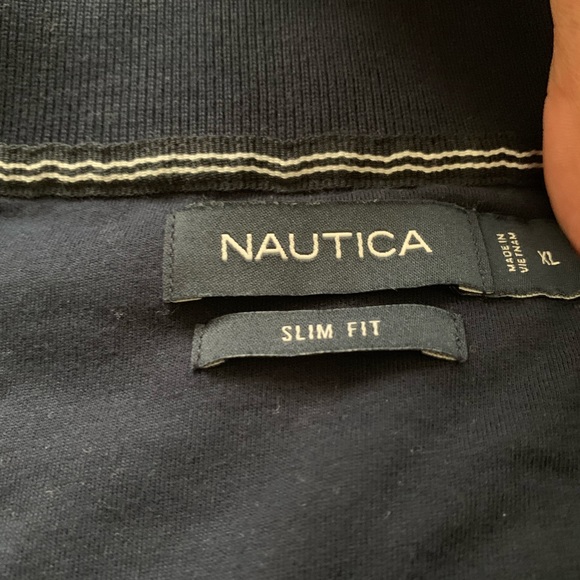 NAUTICA
MADE IN
VIETNAM
XL
SLIM FIT